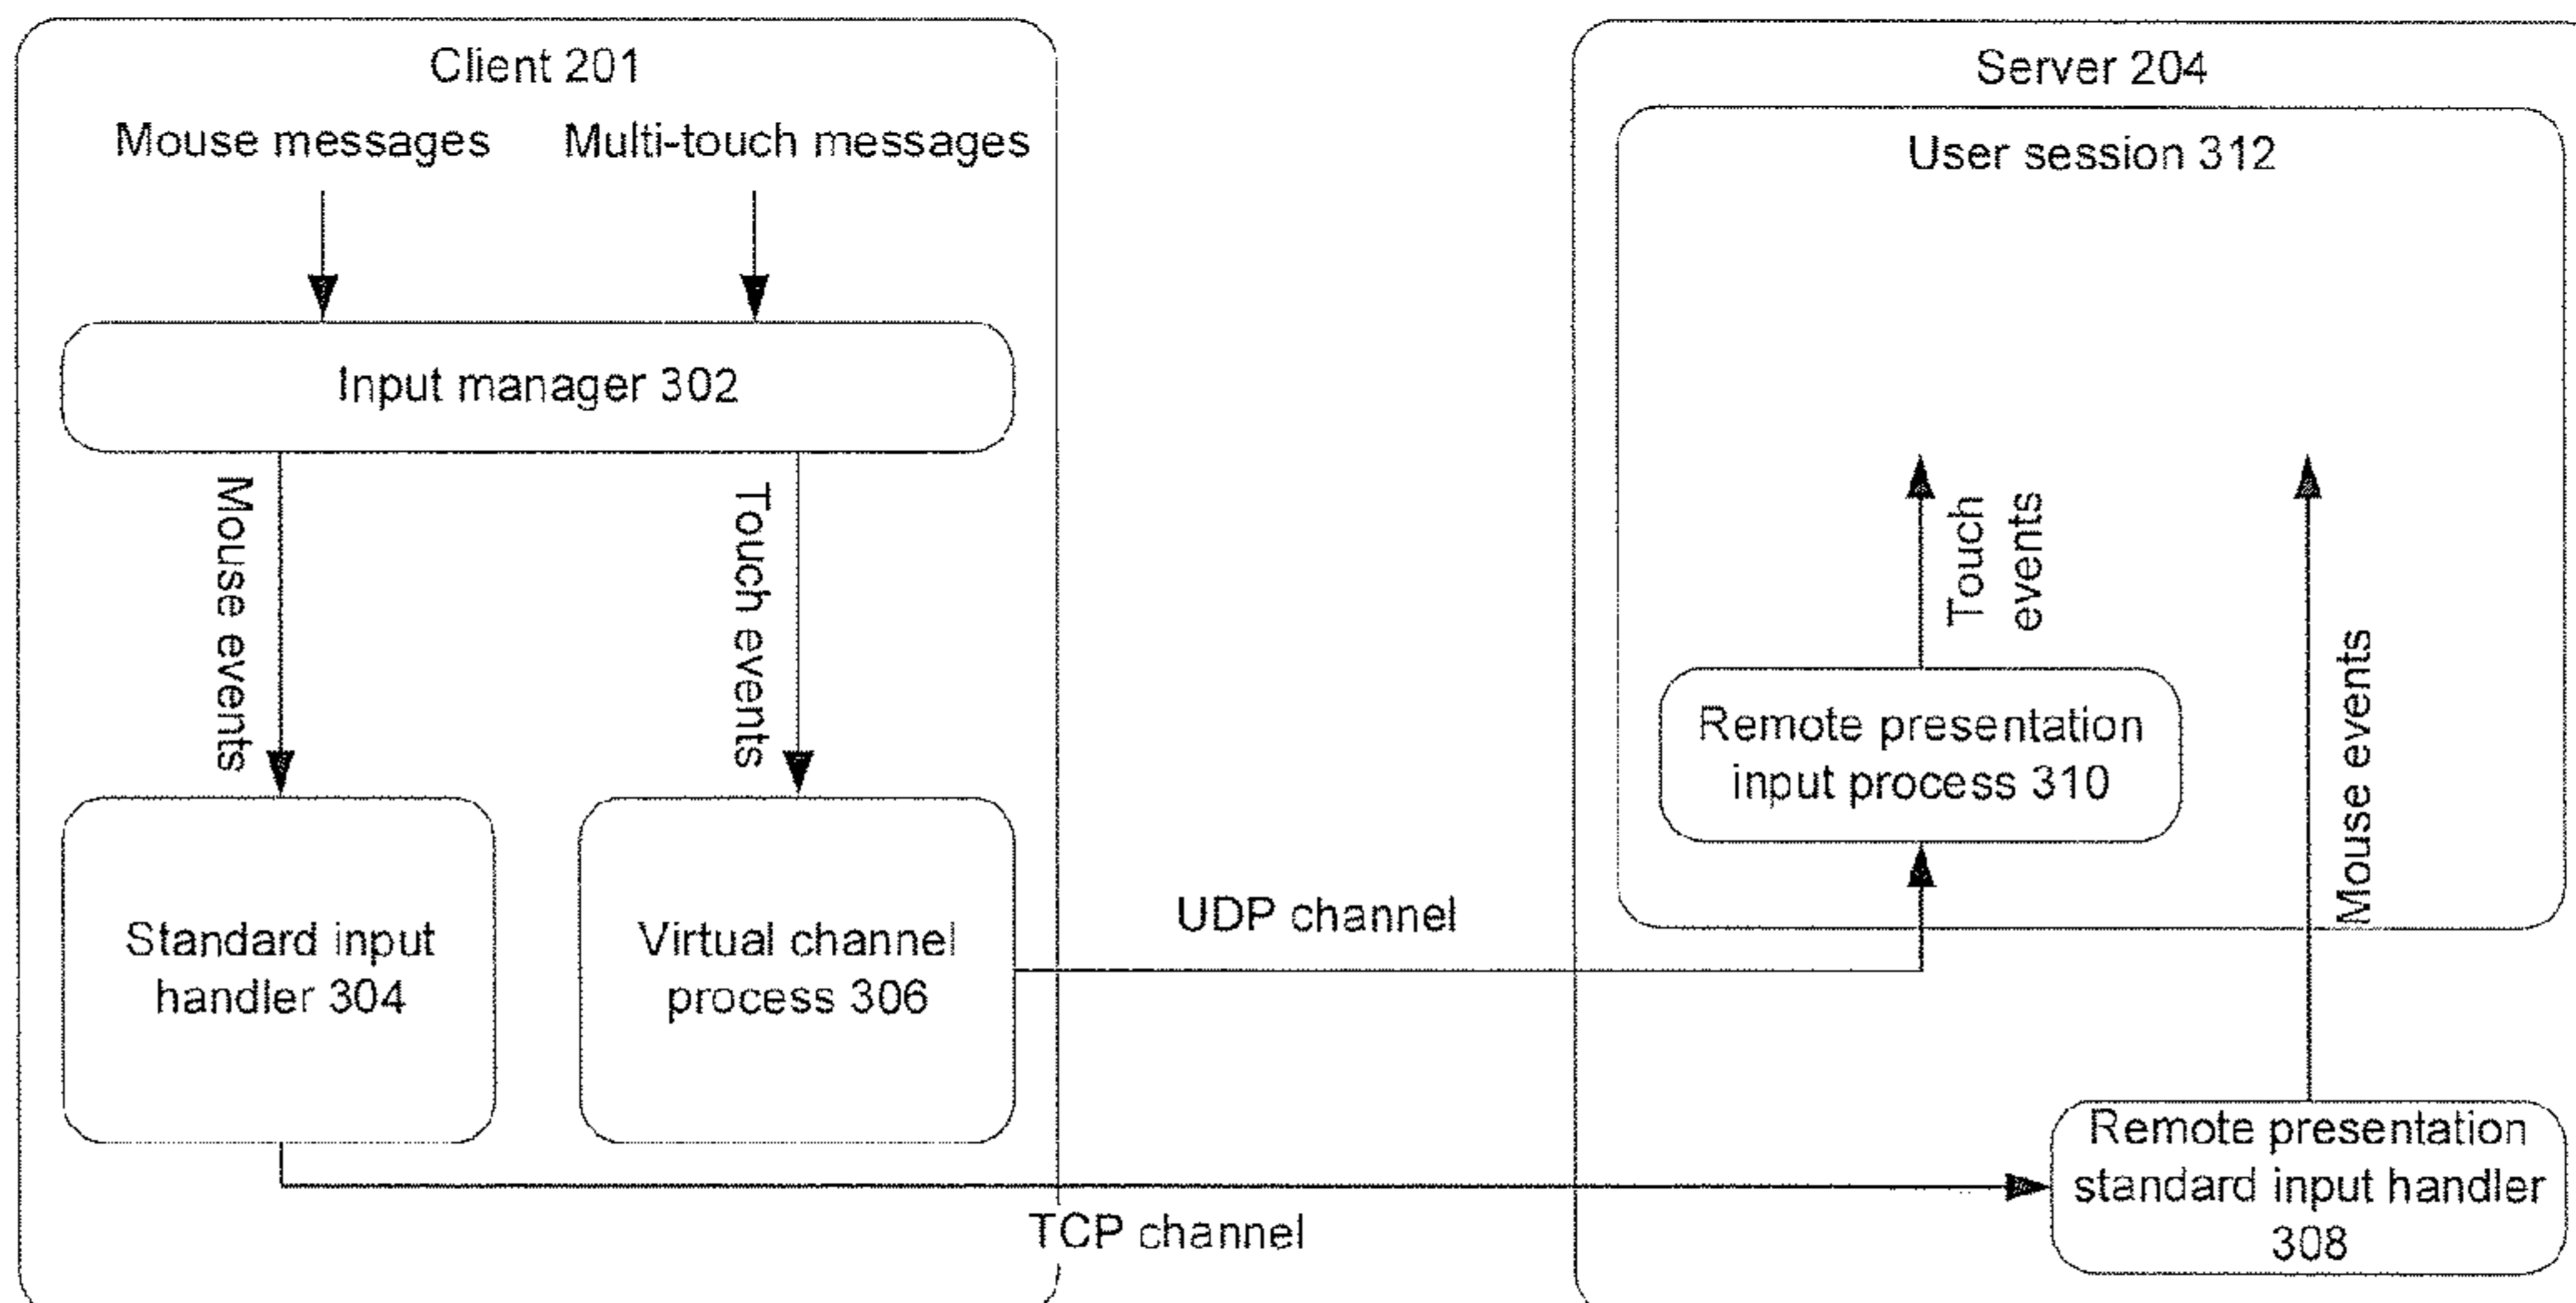 Client 201
Mouse messages
Multi-touch messages
Input manager 302
Mouse events
Touch events
Standard input
handler 304
Virtual channel
process 306
UDP channel
TCP channel
Server 204
User session 312
Touch
events
Mouse events
Remote presentation
input process 310
Remote presentation
standard input handler
308